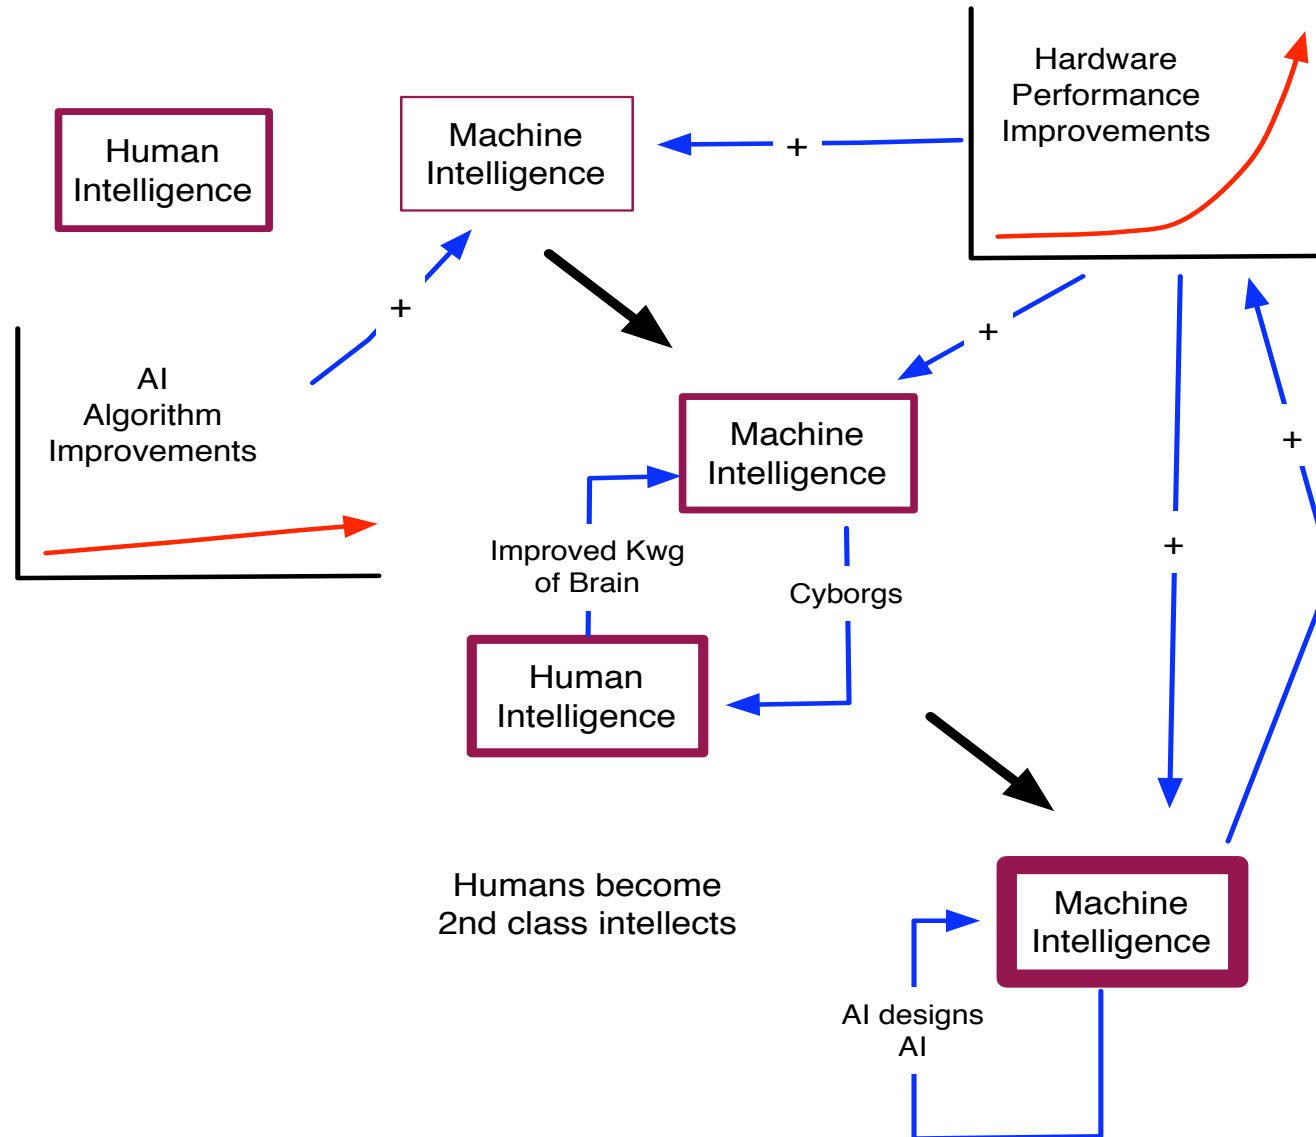 Hardware
Performance
Improvements
Human
Intelligence
Machine
Intelligence
+
+
AI
Algorithm
Improvements
+
Machine
Intelligence
+
Improved Kwg
of Brain
Cyborgs
+
Human
Intelligence
Humans become
2nd class intellects
Machine
Intelligence
AI designs
AI